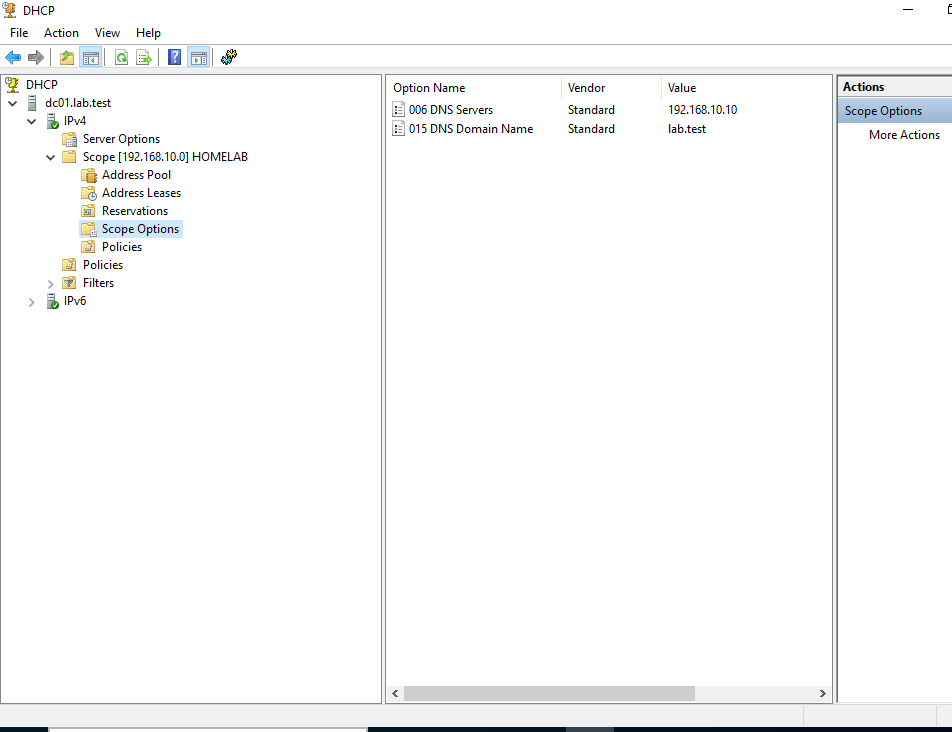 DHCP
File Action View Help
DHCP
dc01.lab.test
IPv4
Server Options
Scope [192.168.10.0] HOMELAB
Address Pool
Address Leases
Reservations
Scope Options
Policies
Policies
Filters
IPv6
Option Name Vendor Value
006 DNS Servers Standard 192.168.10.10
015 DNS Domain Name Standard lab.test
Actions
Scope Options
More Actions